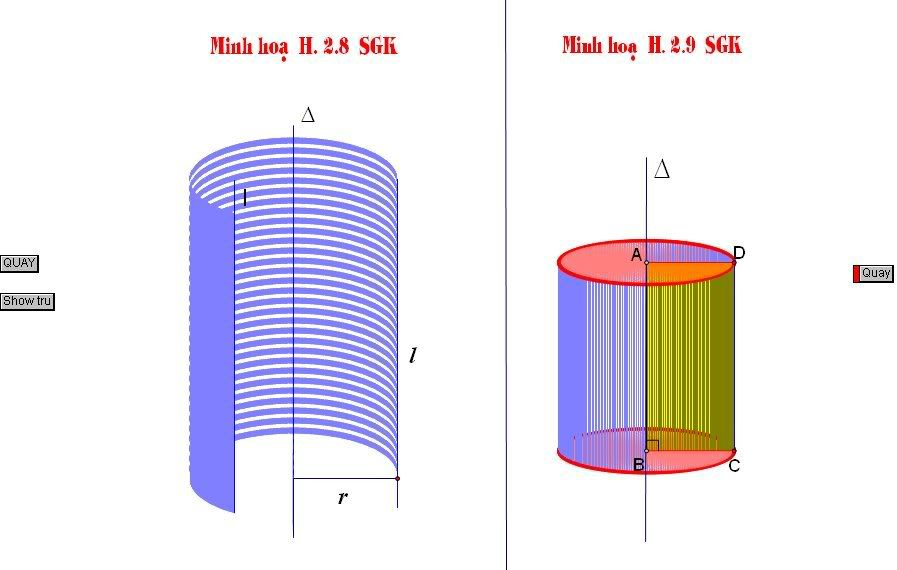 Minh hoạ H. 2.8 SGK
Minh hoạ H. 2.9 SGK
Δ
l
QUAY
Show tru
l
r
Δ
A
D
Quay
B
C